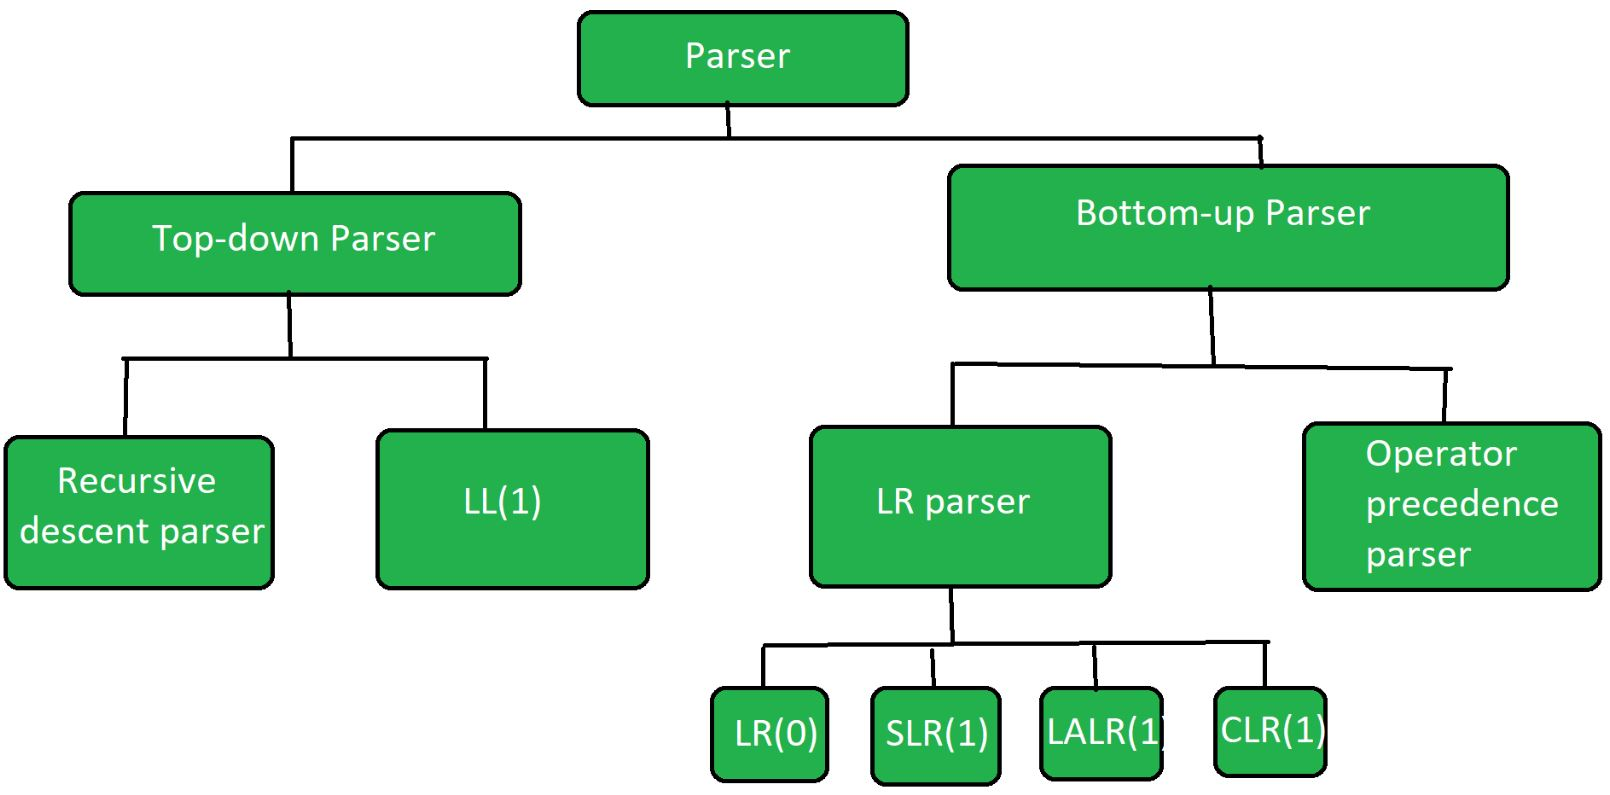 Parser
Top-down Parser
Bottom-up Parser
Recursive
descent parser
LL(1)
LR parser
Operator
precedence
parser
LR(0)
SLR(1)
LALR(1)
CLR(1)